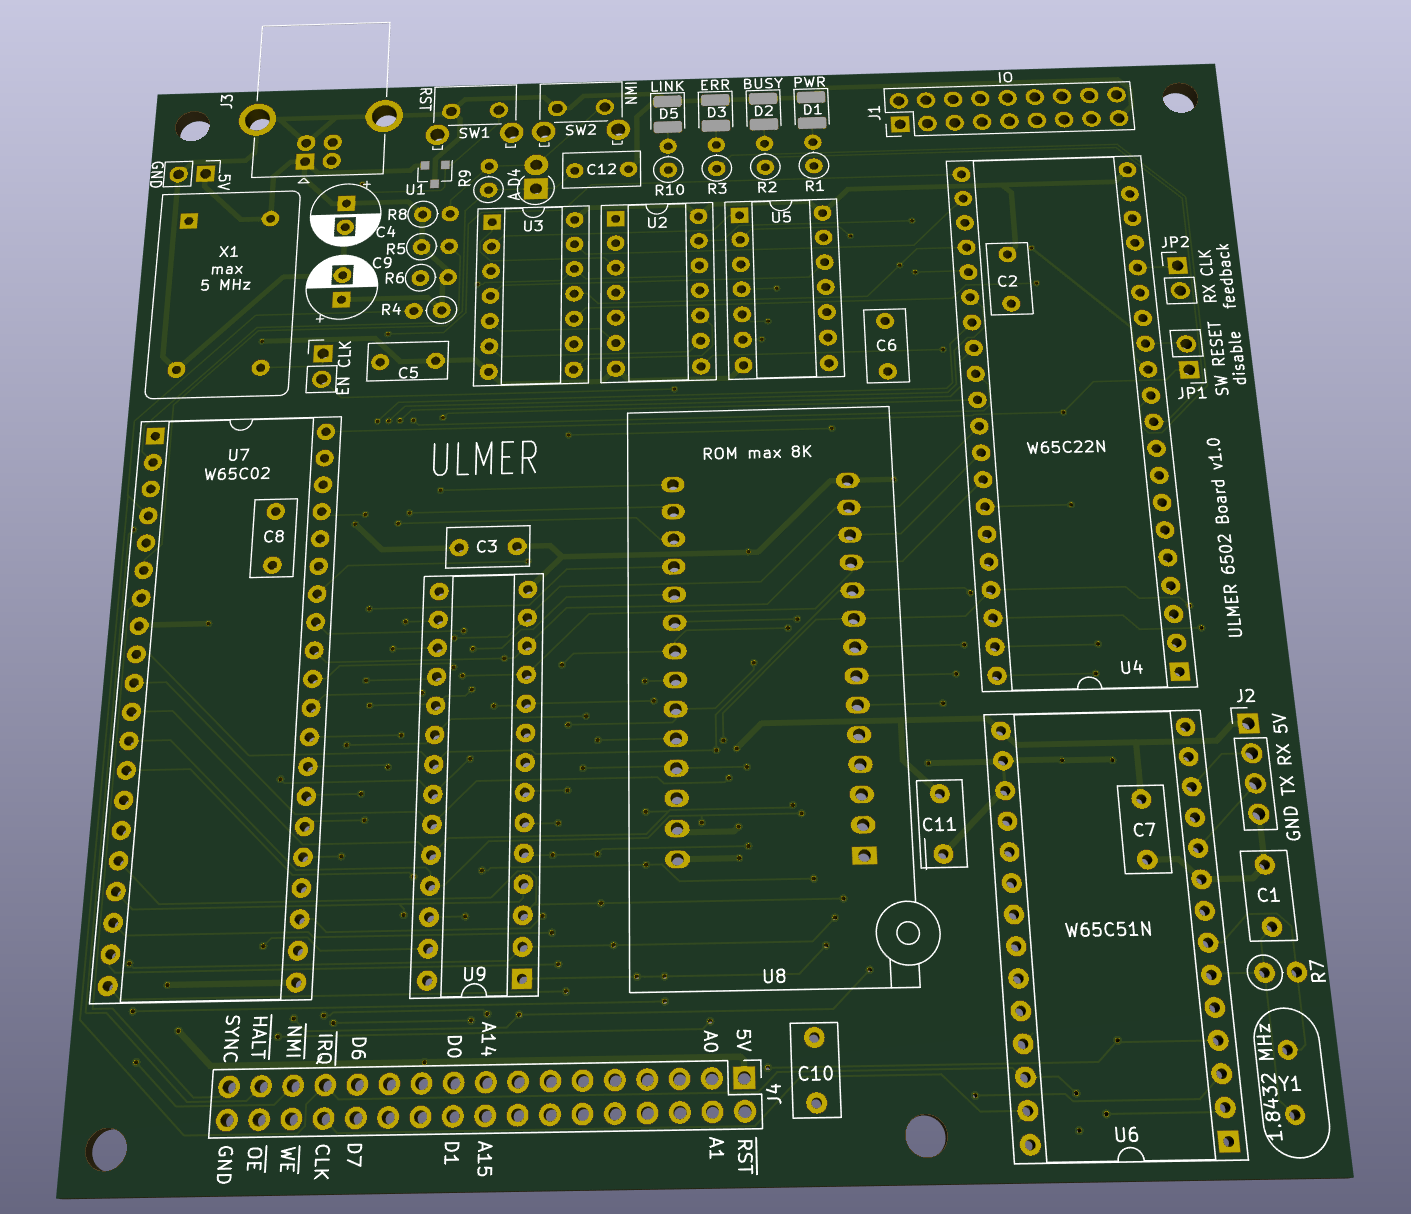 J3
RST
SW1
SW2
NMI
LINK
D5
ERR
D3
BUSY
D2
PWR
D1
IO
J1
GND
5V
U1
R9
A
D4
C12
R10
R3
R2
R1
R8
C4
R5
C9
R6
R4
+
+
U3
U2
U5
X1
max
5 MHz
C2
JP2
RX CLK
feedback
C6
EN CLK
C5
SW RESET
disable
JP1
U7
W65C02
ULMER
ROM max 8K
W65C22N
C8
C3
ULMER 6502 Board v1.0
U4
J2
GND TX RX 5V
C11
C7
C1
W65C51N
R7
U9
U8
SYNC
HALT
NMI
IRQ
D6
D0
A14
A0
5V
J4
C10
1.8432 MHz
Y1
U6
GND
OE
WE
CLK
D7
D1
A15
A1
RST